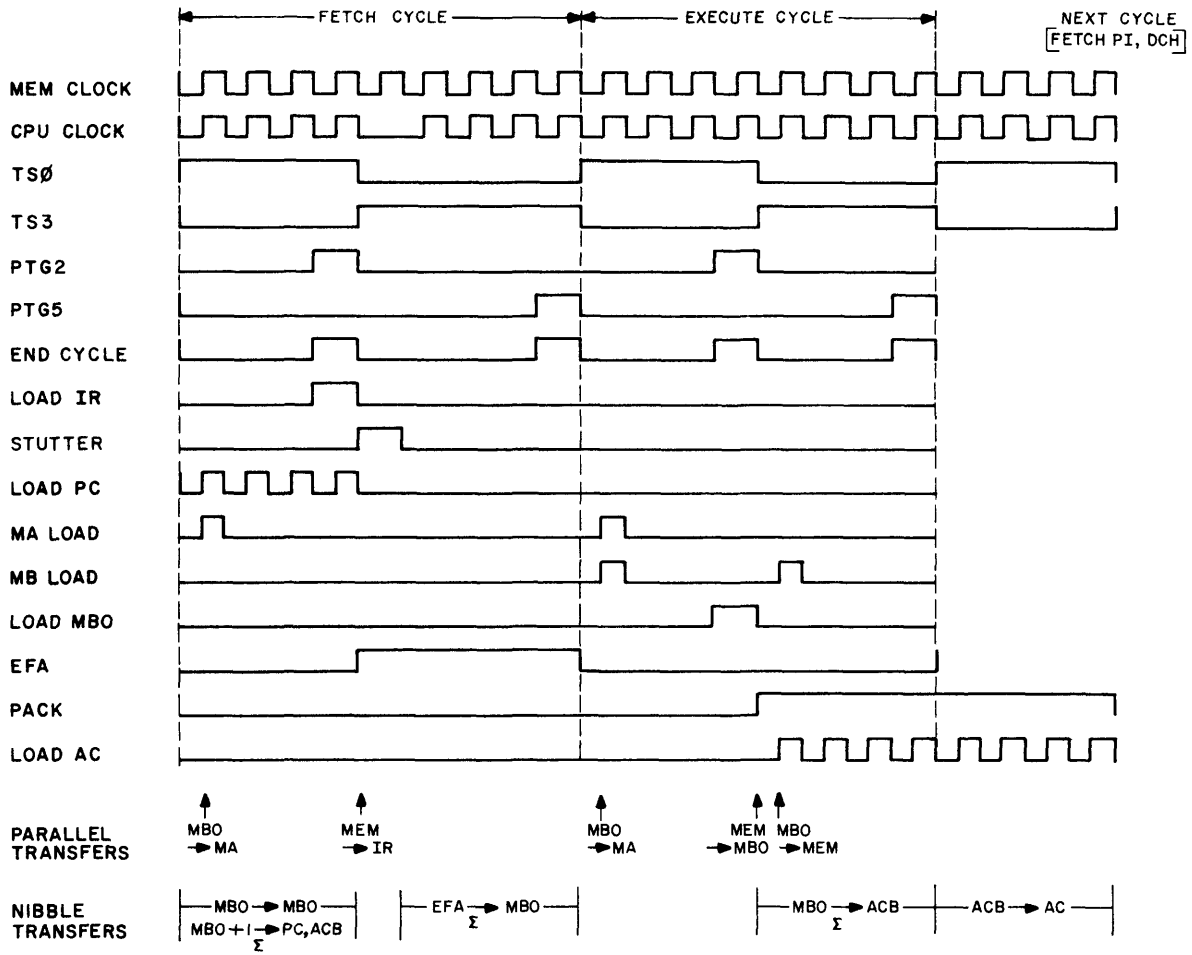 FETCH CYCLE
EXECUTE CYCLE
NEXT CYCLE
[FETCH PI, DCH]
MEM CLOCK
CPU CLOCK
TSØ
TS3
PTG2
PTG5
END CYCLE
LOAD IR
STUTTER
LOAD PC
MA LOAD
MB LOAD
LOAD MBO
EFA
PACK
LOAD AC
PARALLEL
TRANSFERS
MBO
→MA
MEM
→IR
MBO
→MA
MEM
→MBO
MBO
→MEM
NIBBLE
TRANSFERS
MBO→MBO
MBO+1→PC,ACB
Σ
EFA→MBO
Σ
MBO→ACB
Σ
ACB→AC